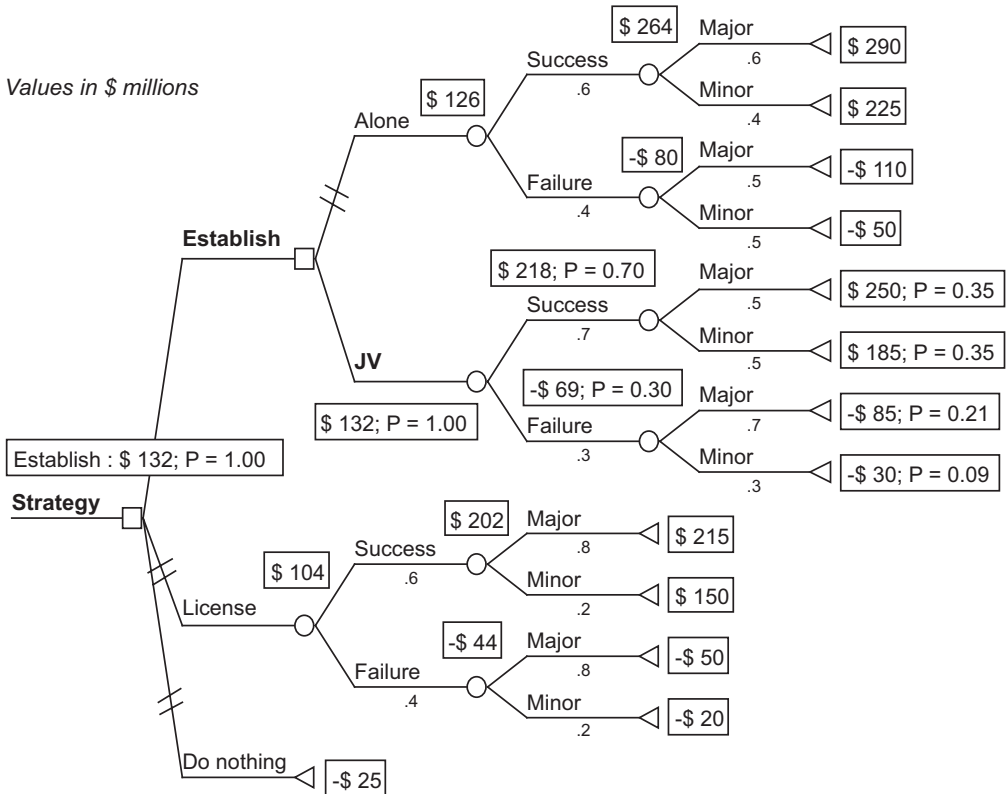 Values in $ millions
$ 264
Major
.6
$ 290
Success
.6
Minor
.4
$ 225
$ 126
Alone
-$ 80
Major
.5
-$ 110
Failure
.4
Minor
.5
-$ 50
Establish
$ 218; P = 0.70
Major
.5
$ 250; P = 0.35
Success
.7
Minor
.5
$ 185; P = 0.35
JV
-$ 69; P = 0.30
$ 132; P = 1.00
Major
.7
-$ 85; P = 0.21
Failure
.3
Minor
.3
-$ 30; P = 0.09
Establish : $ 132; P = 1.00
Strategy
$ 202
Major
.8
$ 215
Success
.6
Minor
.2
$ 150
$ 104
License
-$ 44
Major
.8
-$ 50
Failure
.4
Minor
.2
-$ 20
Do nothing
-$ 25